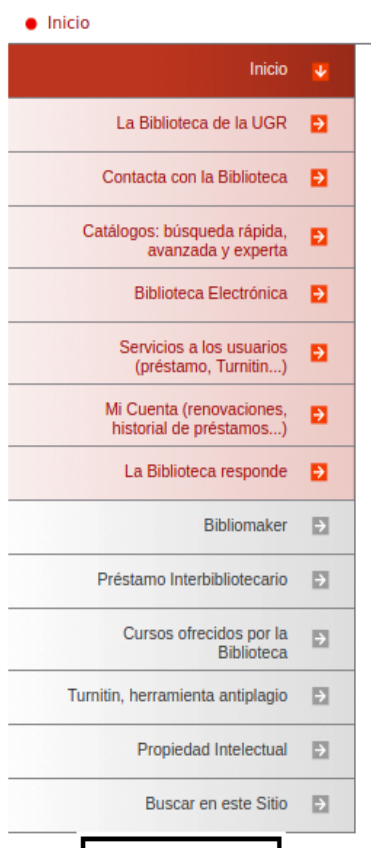 Inicio
Inicio
La Biblioteca de la UGR
Contacta con la Biblioteca
Catálogos: búsqueda rápida,
avanzada y experta
Biblioteca Electrónica
Servicios a los usuarios
(préstamo, Turnitin...)
Mi Cuenta (renovaciones,
historial de préstamos...)
La Biblioteca responde
Bibliomaker
Préstamo Interbibliotecario
Cursos ofrecidos por la
Biblioteca
Turnitin, herramienta antiplagio
Propiedad Intelectual
Buscar en este Sitio